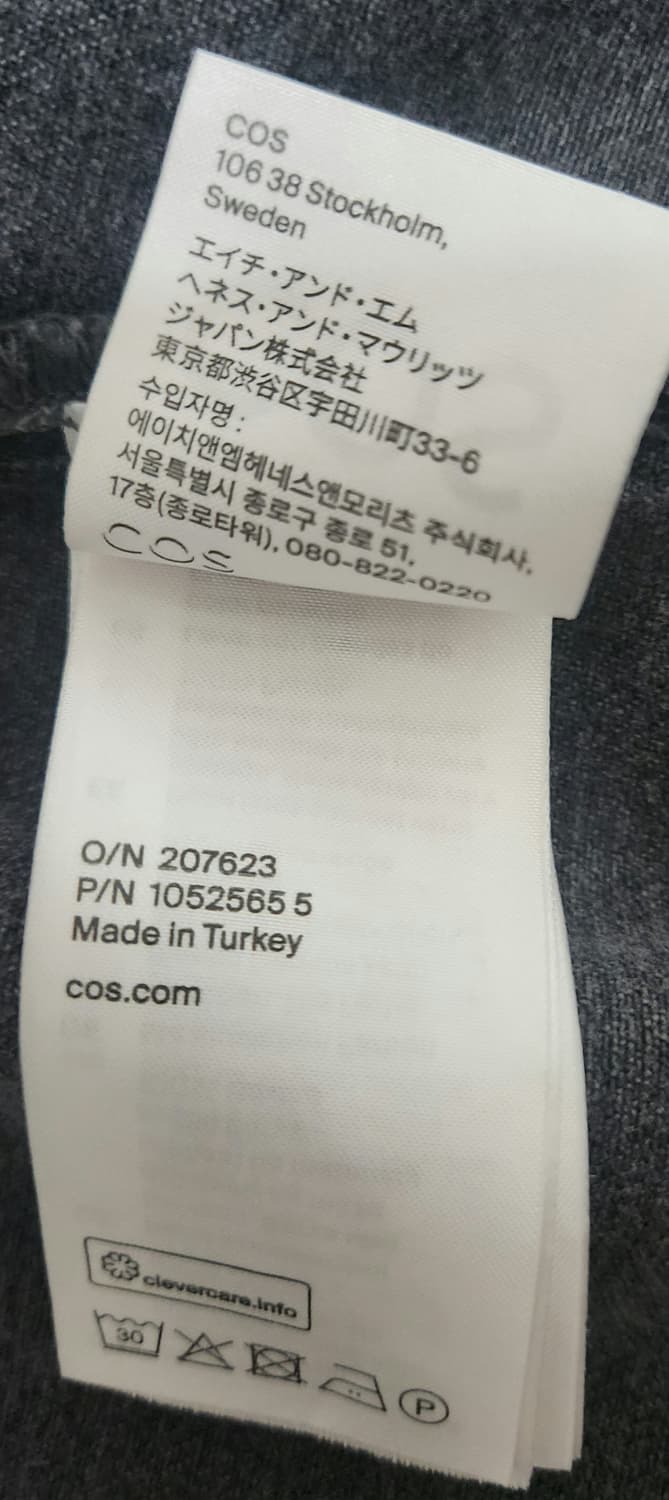 COS
106 38 Stockholm,
Sweden
エイチ・アンド・エム
ヘネス・アンド・マウリッツ
ジャパン株式会社
東京都渋谷区宇田川町33-6
수입자명 :
에이치앤엠헤네스앤모리츠 주식회사,
서울특별시 종로구 종로 51,
17층(종로타워), 080-822-0220
COS
O/N 207623
P/N 1052565 5
Made in Turkey
cos.com
clevercare.info
30
P